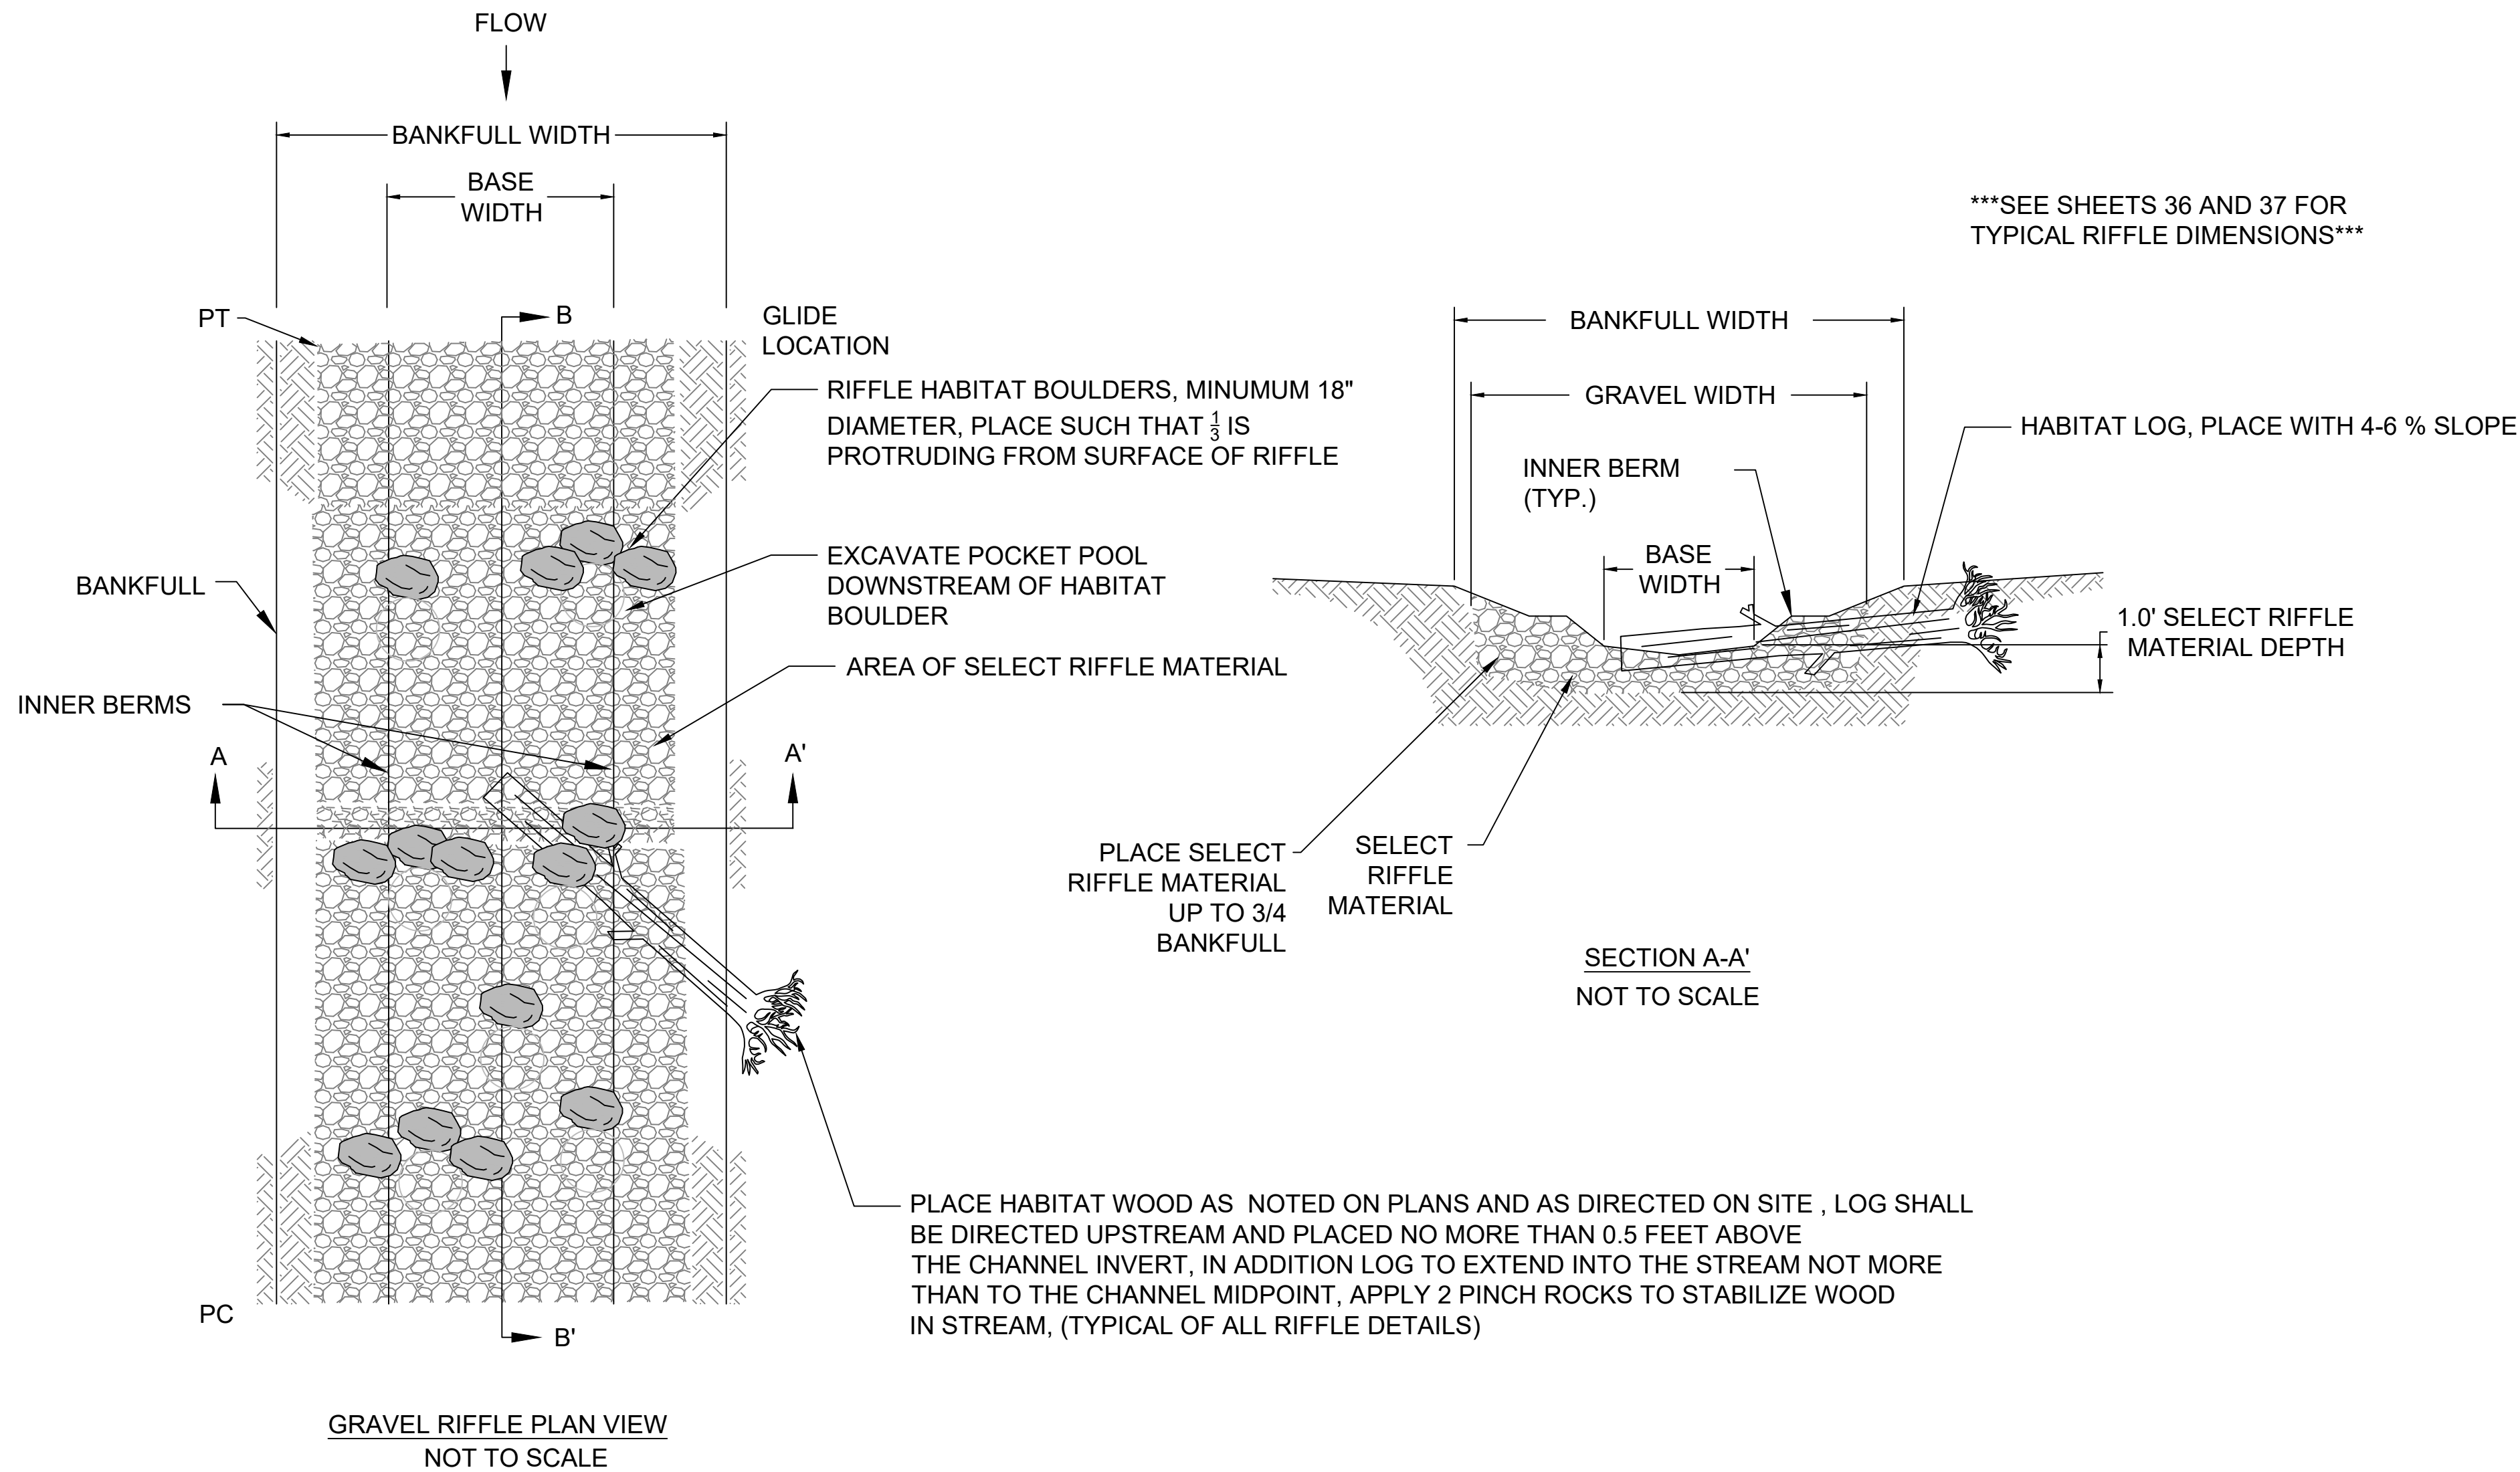 FLOW
BANKFULL WIDTH
BASE
WIDTH
PT
B
GLIDE
LOCATION
RIFFLE HABITAT BOULDERS, MINUMUM 18"
DIAMETER, PLACE SUCH THAT 1/3 IS
PROTRUDING FROM SURFACE OF RIFFLE
EXCAVATE POCKET POOL
DOWNSTREAM OF HABITAT
BOULDER
BANKFULL
AREA OF SELECT RIFFLE MATERIAL
INNER BERMS
A
A'
PLACE HABITAT WOOD AS NOTED ON PLANS AND AS DIRECTED ON SITE , LOG SHALL
BE DIRECTED UPSTREAM AND PLACED NO MORE THAN 0.5 FEET ABOVE
THE CHANNEL INVERT, IN ADDITION LOG TO EXTEND INTO THE STREAM NOT MORE
THAN TO THE CHANNEL MIDPOINT, APPLY 2 PINCH ROCKS TO STABILIZE WOOD
IN STREAM, (TYPICAL OF ALL RIFFLE DETAILS)
PC
B'
GRAVEL RIFFLE PLAN VIEW
NOT TO SCALE
***SEE SHEETS 36 AND 37 FOR
TYPICAL RIFFLE DIMENSIONS***
BANKFULL WIDTH
GRAVEL WIDTH
HABITAT LOG, PLACE WITH 4-6 % SLOPE
INNER BERM
(TYP.)
BASE
WIDTH
1.0' SELECT RIFFLE
MATERIAL DEPTH
PLACE SELECT
RIFFLE MATERIAL
UP TO 3/4
BANKFULL
SELECT
RIFFLE
MATERIAL
SECTION A-A'
NOT TO SCALE